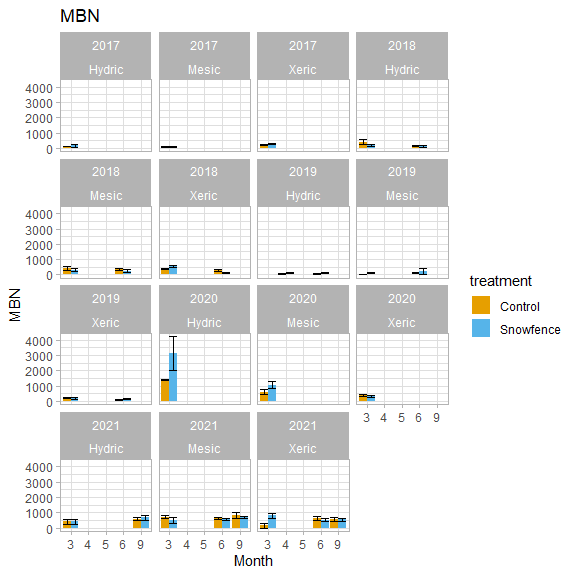 MBN
2017 2017 2017 2018
Hydric Mesic Xeric Hydric
4000
3000
2000
1000
0
2018 2018 2019 2019
Mesic Xeric Hydric Mesic
4000
3000
2000
1000
0
treatment
Control
Snowfence
MBN
2019 2020 2020 2020
Xeric Hydric Mesic Xeric
4000
3000
2000
1000
0
3 4 5 6 9
2021 2021 2021
Hydric Mesic Xeric
4000
3000
2000
1000
0
3 4 5 6 9 3 4 5 6 9 3 4 5 6 9
Month